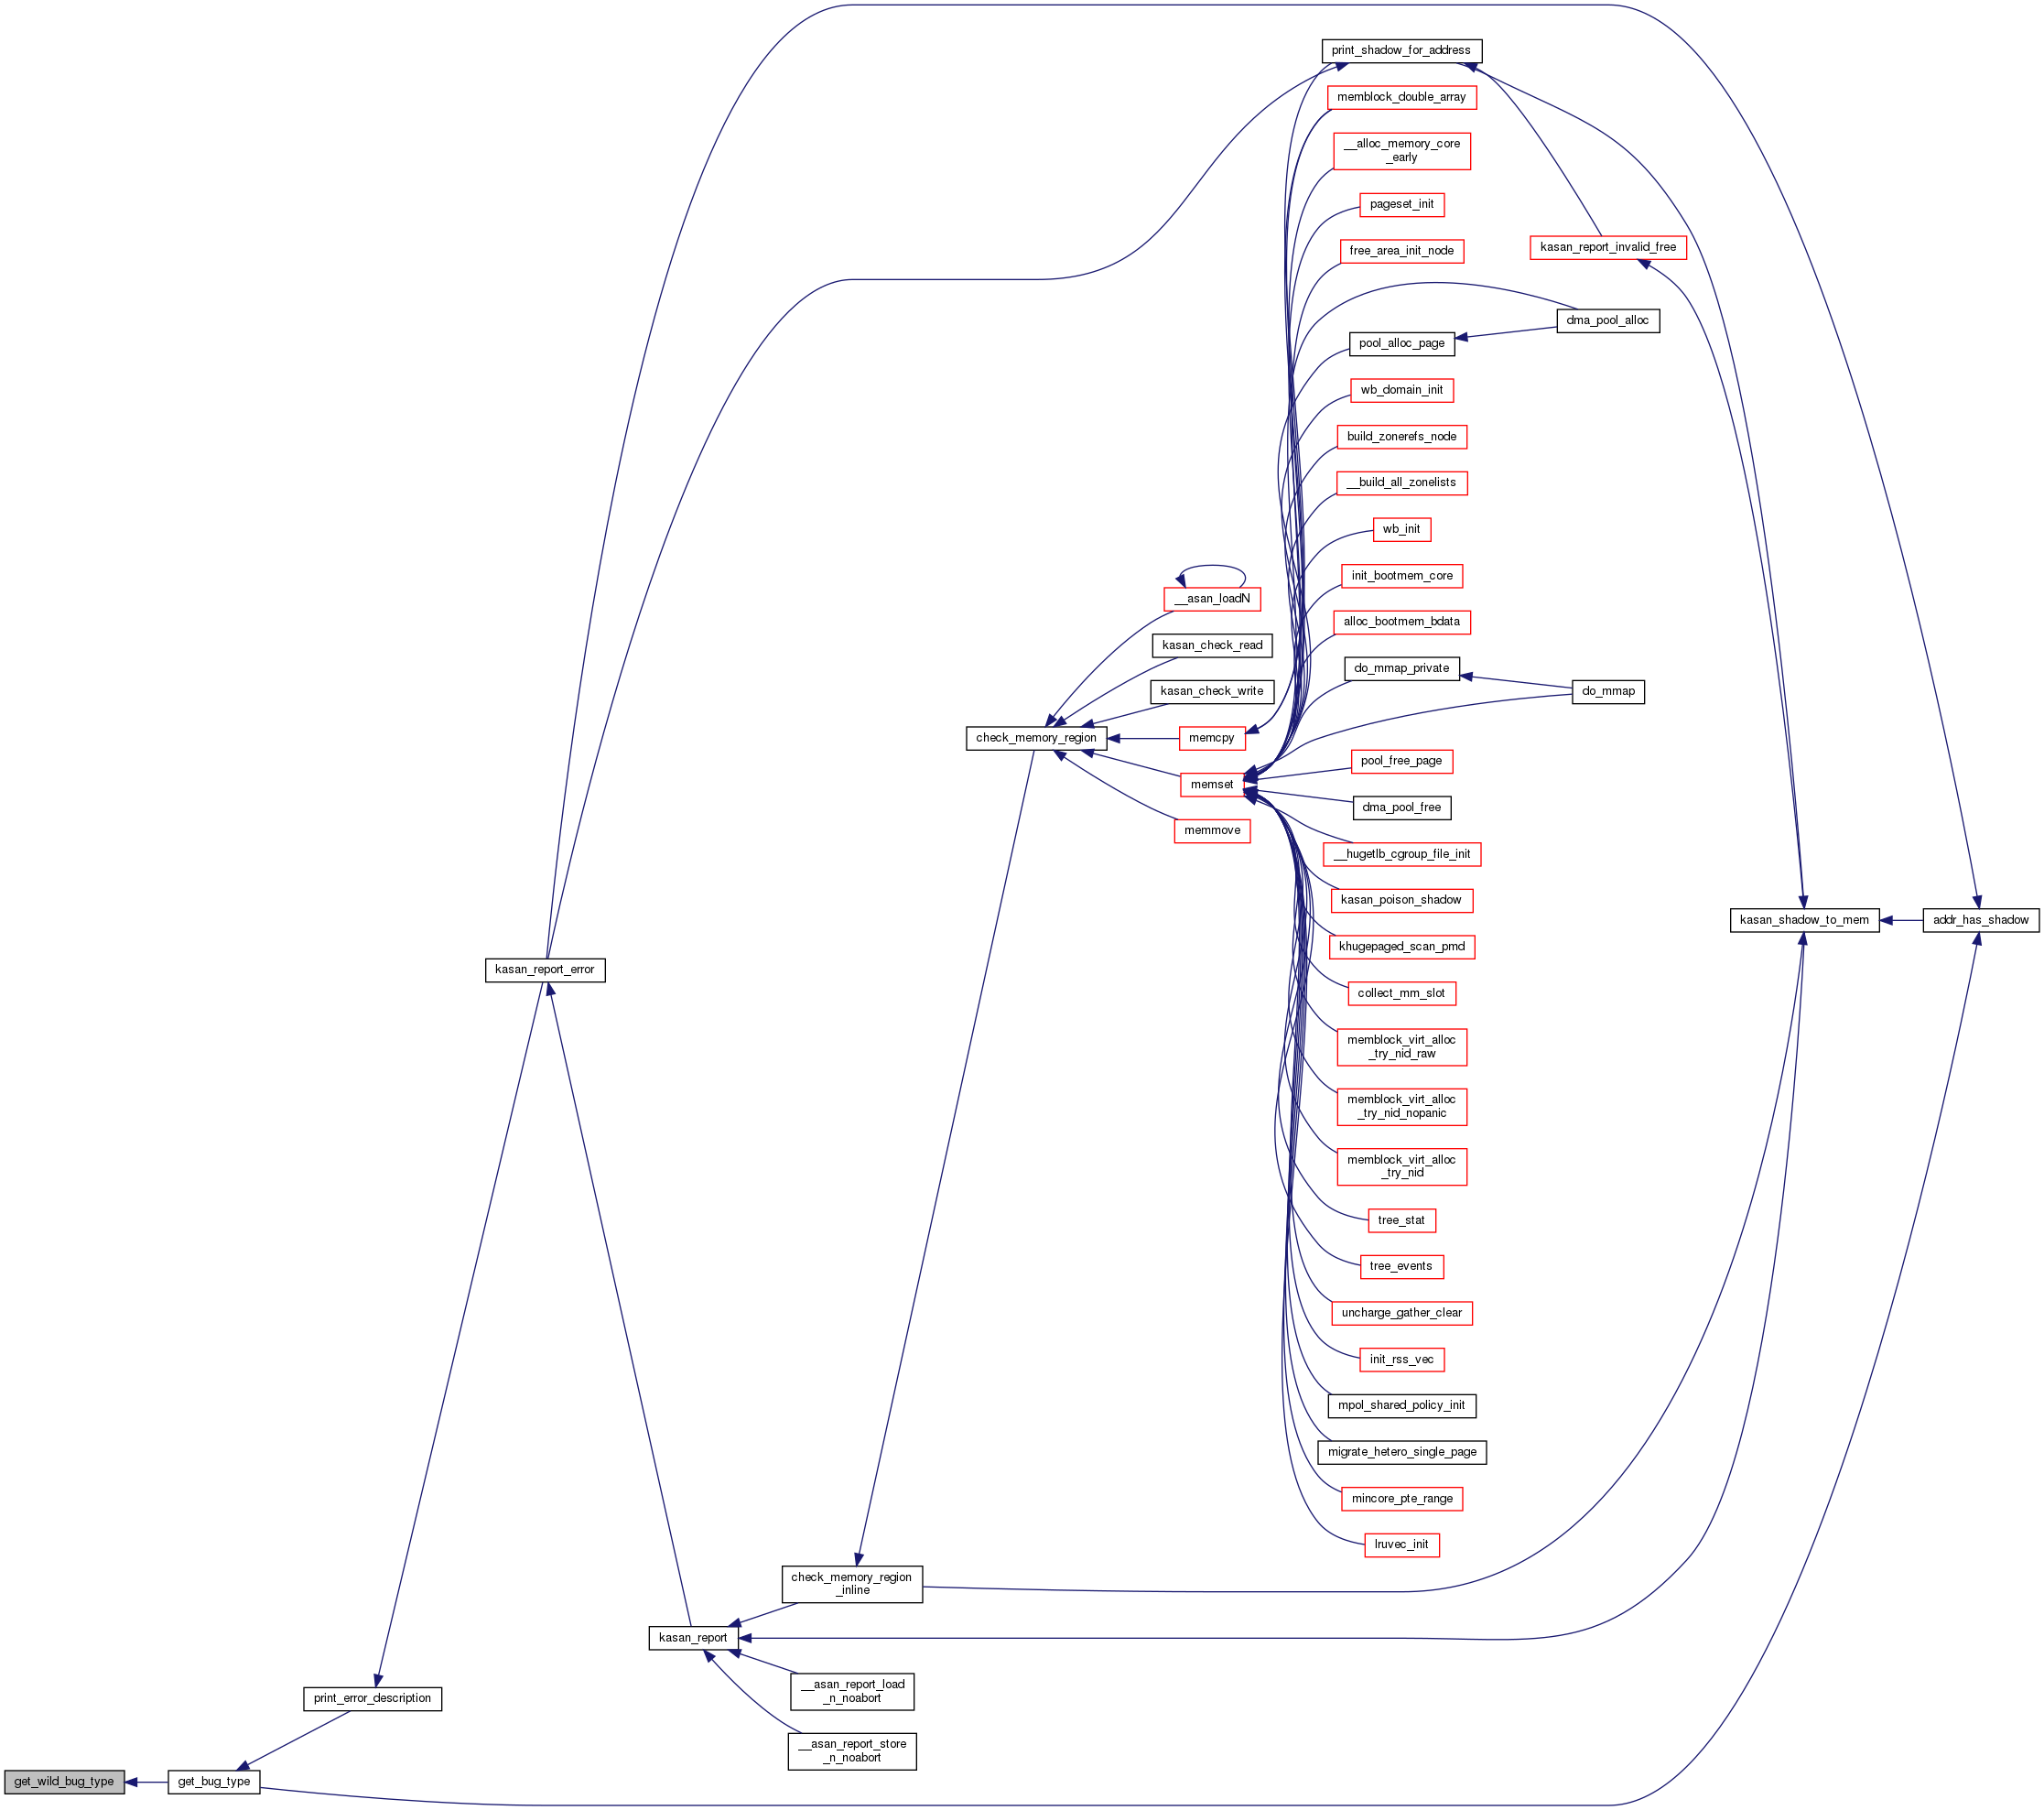 print_shadow_for_address
memblock_double_array
__alloc_memory_core
_early
pageset_init
kasan_report_invalid_free
free_area_init_node
dma_pool_alloc
pool_alloc_page
wb_domain_init
build_zonerefs_node
__build_all_zonelists
wb_init
init_bootmem_core
__asan_loadN
alloc_bootmem_bdata
kasan_check_read
do_mmap_private
kasan_check_write
do_mmap
check_memory_region
memcpy
pool_free_page
memset
dma_pool_free
memmove
__hugetlb_cgroup_file_init
kasan_poison_shadow
kasan_shadow_to_mem
addr_has_shadow
khugepaged_scan_pmd
kasan_report_error
collect_mm_slot
memblock_virt_alloc
_try_nid_raw
memblock_virt_alloc
_try_nid_nopanic
memblock_virt_alloc
_try_nid
tree_stat
tree_events
uncharge_gather_clear
init_rss_vec
mpol_shared_policy_init
migrate_hetero_single_page
mincore_pte_range
lruvec_init
check_memory_region
_inline
kasan_report
__asan_report_load
_n_noabort
print_error_description
__asan_report_store
_n_noabort
get_wild_bug_type
get_bug_type